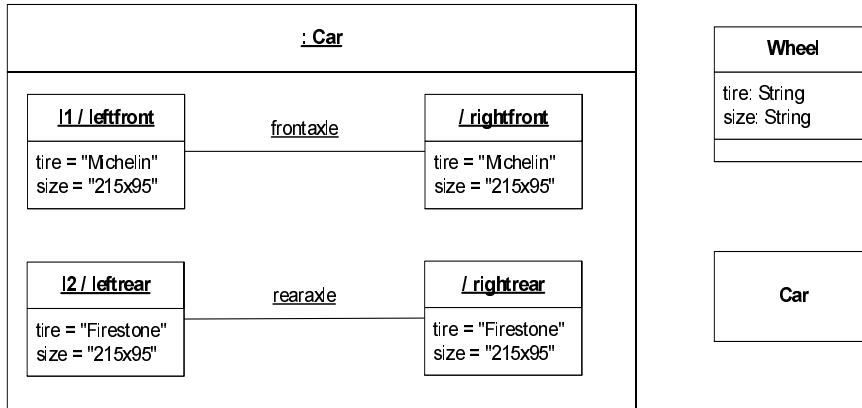 : Car
l1 / leftfront
tire = "Michelin"
size = "215x95"
frontaxle
/ rightfront
tire = "Michelin"
size = "215x95"
l2 / leftrear
tire = "Firestone"
size = "215x95"
rearaxle
/ rightrear
tire = "Firestone"
size = "215x95"
Wheel
tire: String
size: String
Car